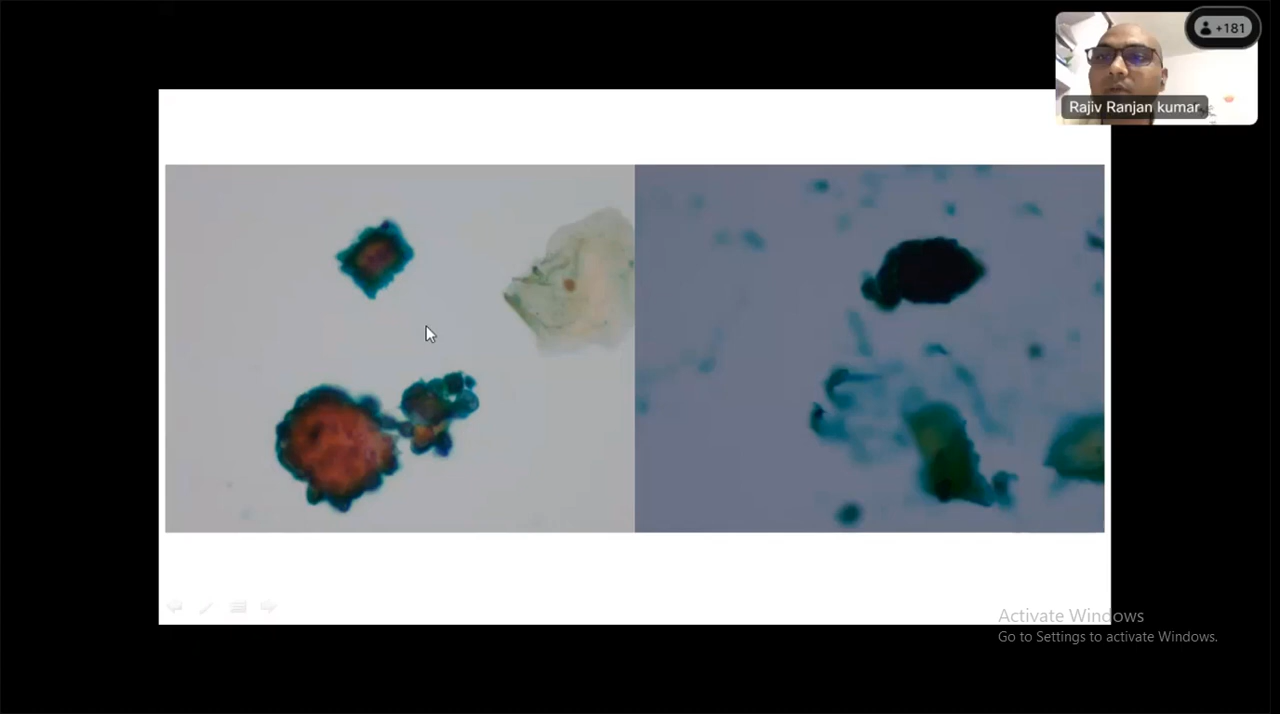 +181
Rajiv Ranjan kumar
Activate Windows
Go to Settings to activate Windows.